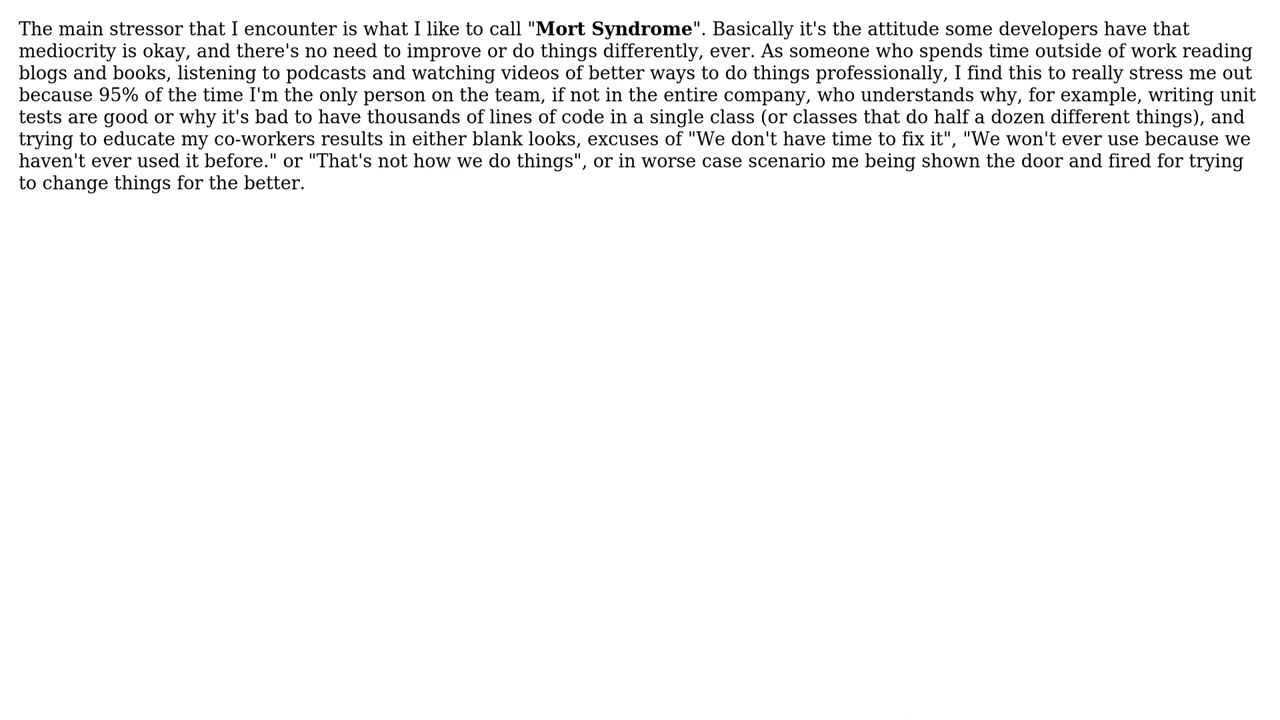 The main stressor that I encounter is what I like to call "Mort Syndrome". Basically it's the attitude some developers have that
mediocrity is okay, and there's no need to improve or do things differently, ever. As someone who spends time outside of work reading
blogs and books, listening to podcasts and watching videos of better ways to do things professionally, I find this to really stress me out
because 95% of the time I'm the only person on the team, if not in the entire company, who understands why, for example, writing unit
tests are good or why it's bad to have thousands of lines of code in a single class (or classes that do half a dozen different things), and
trying to educate my co-workers results in either blank looks, excuses of "We don't have time to fix it", "We won't ever use because we
haven't ever used it before." or "That's not how we do things", or in worse case scenario me being shown the door and fired for trying
to change things for the better.